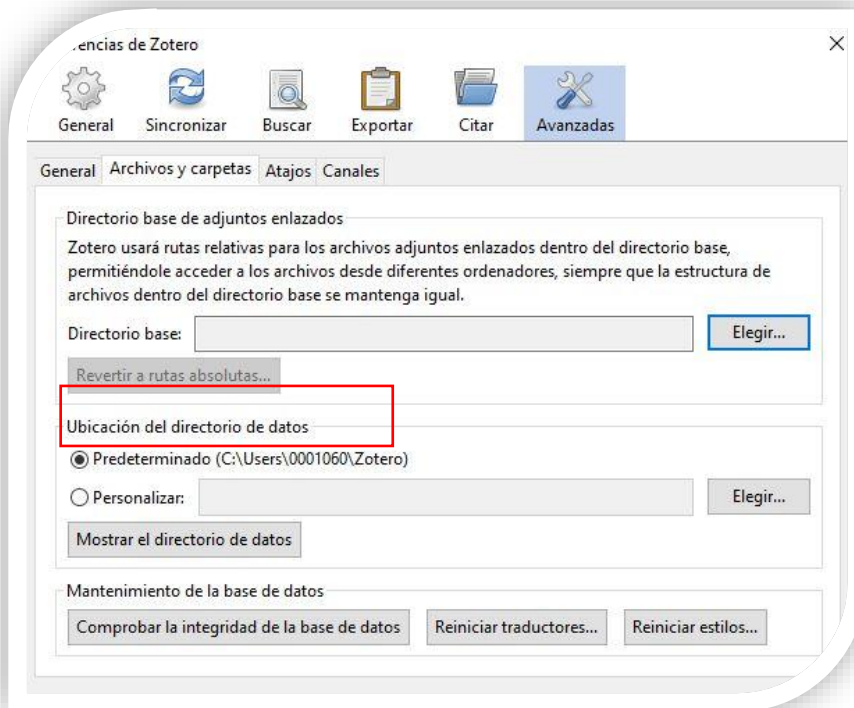 rencias de Zotero
General Sincronizar Buscar Exportar Citar Avanzadas
General Archivos y carpetas Atajos Canales
Directorio base de adjuntos enlazados
Zotero usará rutas relativas para los archivos adjuntos enlazados dentro del directorio base,
permitiéndole acceder a los archivos desde diferentes ordenadores, siempre que la estructura de
archivos dentro del directorio base se mantenga igual.
Directorio base: Elegir...
Revertir a rutas absolutas...
Ubicación del directorio de datos
Predeterminado (C:\Users\0001060\Zotero)
Personalizar: Elegir...
Mostrar el directorio de datos
Mantenimiento de la base de datos
Comprobar la integridad de la base de datos Reiniciar traductores... Reiniciar estilos...